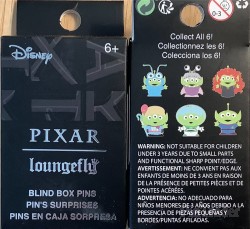 Disney
6+
PIXAR
loungefly
BLIND BOX PINS
PIN'S SURPRISES
PINS EN CAJA SORPRESA
Collect All 6!
Collectionnez les 6!
Colecciona los 6!
WARNING: NOT SUITABLE FOR CHILDREN
UNDER 3 YEARS DUE TO SMALL PARTS
AND FUNCTIONAL SHARP POINT/EDGE.
AVERTISSEMENT: NE CONVIENT PAS AUX
ENFANTS DE MOINS DE 3 ANS EN RAISON
DE LA PRÉSENCE DE PETITES PIÈCES ET DE
POINTES ACÉRÉES.
ADVERTENCIA: NO ADECUADO PARA
NIÑOS MENORES DE 3 AÑOS DEBIDO A LA
PRESENCIA DE PIEZAS PEQUEÑAS Y
BORDES/PUNTAS AFILADAS.